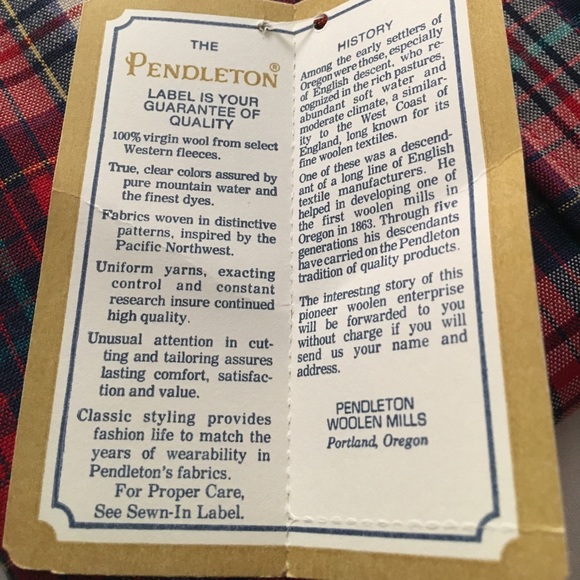 THE
PENDLETON®
LABEL IS YOUR
GUARANTEE OF
QUALITY
100% virgin wool from select
Western fleeces.
True, clear colors assured by
pure mountain water and
the finest dyes.
Fabrics woven in distinctive
patterns, inspired by the
Pacific Northwest.
Uniform yarns, exacting
control and constant
research insure continued
high quality.
Unusual attention in cut-
ting and tailoring assures
lasting comfort, satisfac-
tion and value.
Classic styling provides
fashion life to match the
years of wearability in
Pendleton's fabrics.
For Proper Care,
See Sewn-In Label.
HISTORY
Among the early settlers of
Oregon were those, especially
of English descent, who re-
cognized in the rich pastures,
abundant soft water and
moderate climate, a similar-
ity to the West Coast of
England, long known for its
fine woolen textiles.
One of these was a descend-
ant of a long line of English
textile manufacturers. He
helped in developing one of
the first woolen mills in
Oregon in 1863. Through five
generations his descendants
have carried on the Pendleton
tradition of quality products.
The interesting story of this
pioneer woolen enterprise
will be forwarded to you
without charge if you will
send us your name and
address.
PENDLETON
WOOLEN MILLS
Portland, Oregon